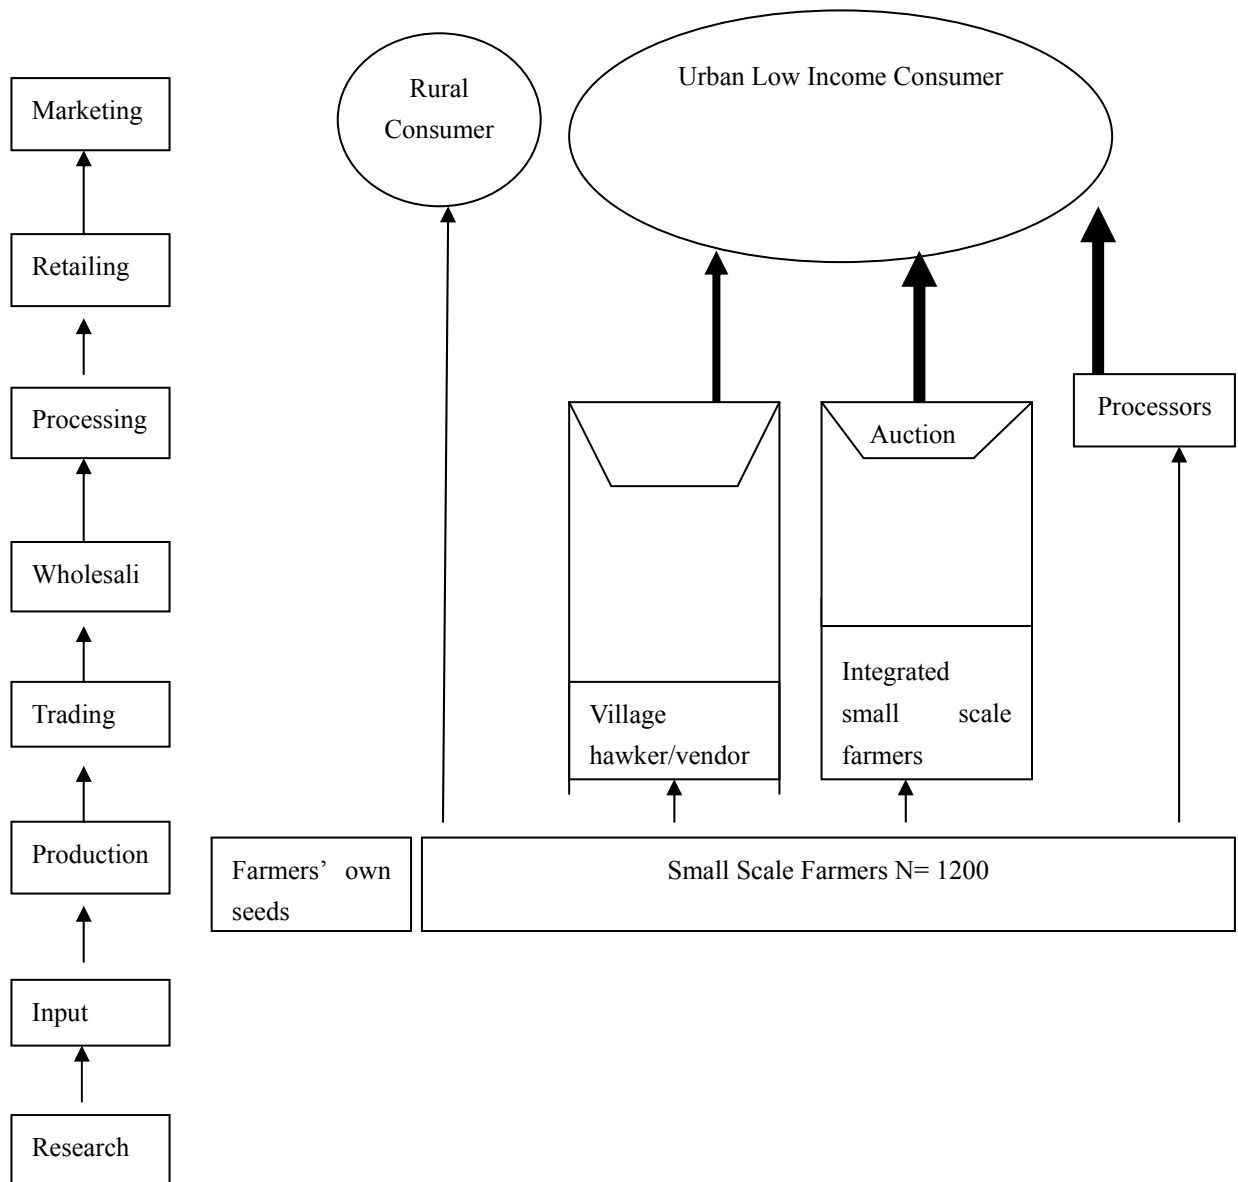 Marketing
Retailing
Processing
Wholesali
Trading
Production
Input
Research
Rural
Consumer
Urban Low Income Consumer
Auction
Processors
Village
hawker/vendor
Integrated
small scale
farmers
Farmers’ own
seeds
Small Scale Farmers N= 1200